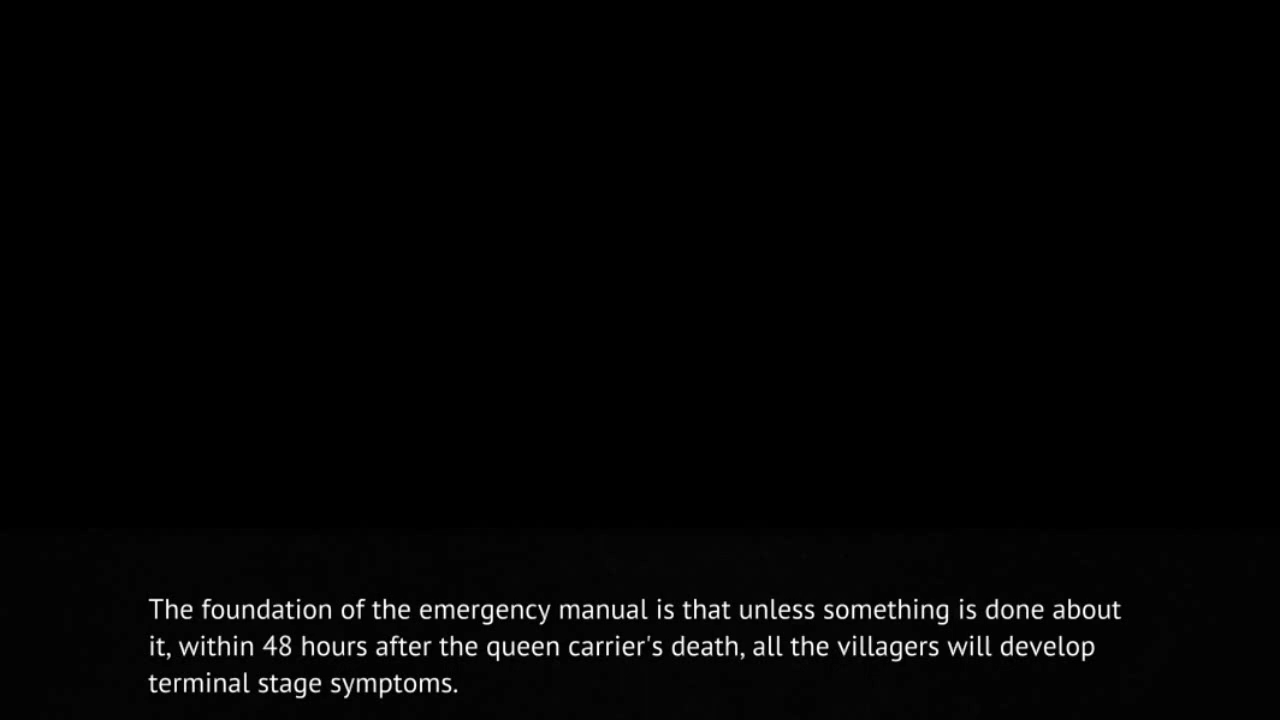 The foundation of the emergency manual is that unless something is done about
it, within 48 hours after the queen carrier's death, all the villagers will develop
terminal stage symptoms.